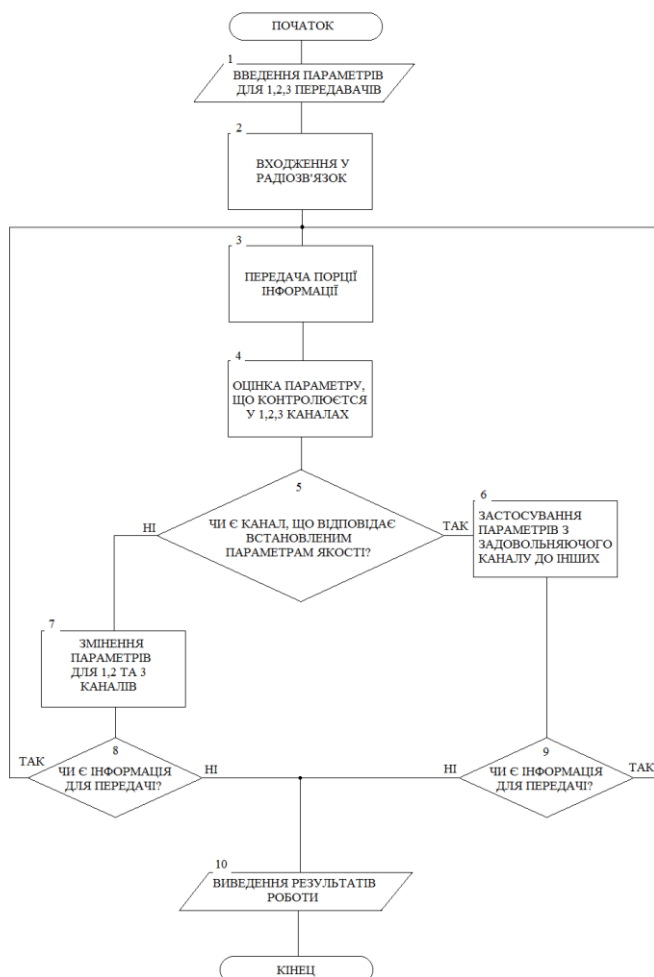 ПОЧАТОК
1
ВВЕДЕННЯ ПАРАМЕТРІВ
ДЛЯ 1,2,3 ПЕРЕДАВАЧІВ
2
ВХОДЖЕННЯ У
РАДІОЗВ'ЯЗОК
3
ПЕРЕДАЧА ПОРЦІЇ
ІНФОРМАЦІЇ
4
ОЦІНКА ПАРАМЕТРУ,
ЩО КОНТРОЛЮЄТСЯ
У 1,2,3 КАНАЛАХ
5
ЧИ Є КАНАЛ, ЩО ВІДПОВІДАЄ
ВСТАНОВЛЕНИМ
ПАРАМЕТРАМ ЯКОСТІ?
НІ
ТАК
6
ЗАСТОСУВАННЯ
ПАРАМЕТРІВ З
ЗАДОВОЛЬНЯЮЧОГО
КАНАЛУ ДО ІНШИХ
7
ЗМІНЕННЯ
ПАРАМЕТРІВ
ДЛЯ 1,2 ТА 3
КАНАЛІВ
8
ТАК
ЧИ Є ІНФОРМАЦІЯ
ДЛЯ ПЕРЕДАЧІ?
НІ
9
НІ
ЧИ Є ІНФОРМАЦІЯ
ДЛЯ ПЕРЕДАЧІ?
ТАК
10
ВИВЕДЕННЯ РЕЗУЛЬТАТІВ
РОБОТИ
КІНЕЦ